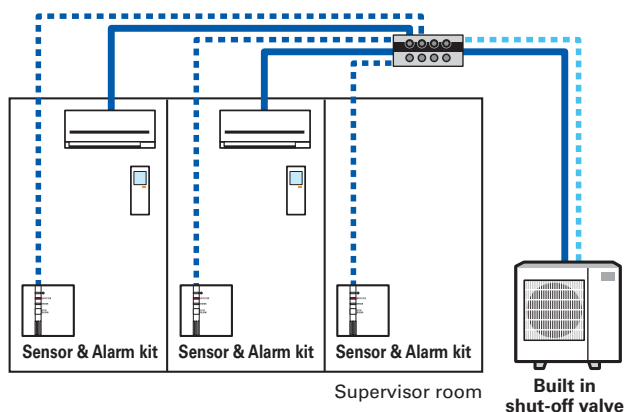 Sensor & Alarm kit
Sensor & Alarm kit
Sensor & Alarm kit
Supervisor room
Built in
shut-off valve